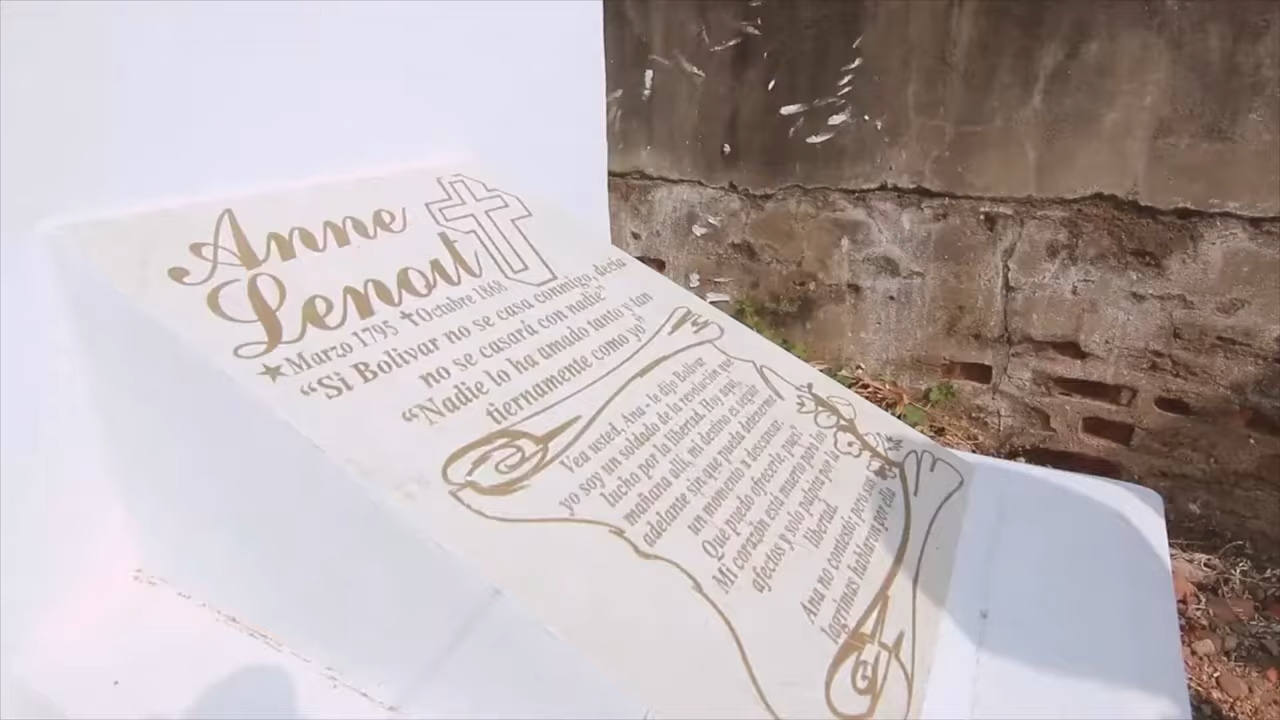 Anne
Lenoit
★Marzo 1795 ✝Octubre 1868
“Si Bolívar no se casa conmigo, decía
no se casará con nadie”
“Nadie lo ha amado tanto y tan
tiernamente como yo”
Vea usted, Ana - le dijo Bolívar
yo soy un soldado de la revolución que
lucho por la libertad. Hoy aquí,
mañana allí, mi destino es seguir
adelante sin que pueda detenerme
un momento a descansar.
Que puedo ofrecerle, pues?
Mi corazón está muerto para los
afectos y solo palpita por la
libertad.
Ana no contestó; pero sus
lagrimas hablaron por ella